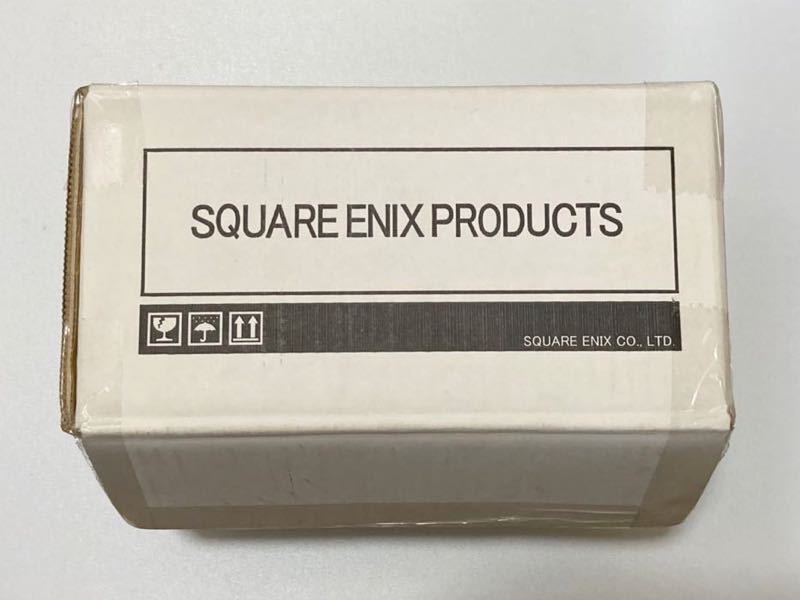 SQUARE ENIX PRODUCTS
SQUARE ENIX CO., LTD.